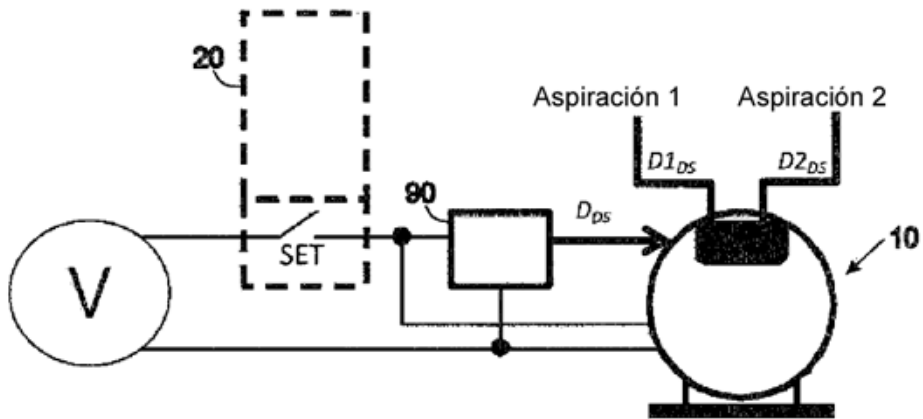 20
Aspiración 1
Aspiración 2
D1DS
D2DS
90
DDS
10
SET
V